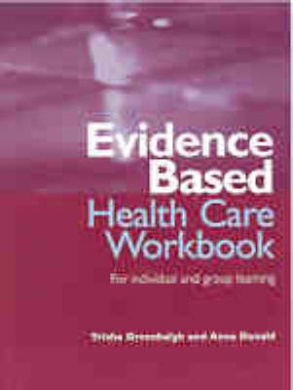 Evidence
Based
Health Care
Workbook
For individual and group learning
Trisha Greenhalgh and Anna Donald